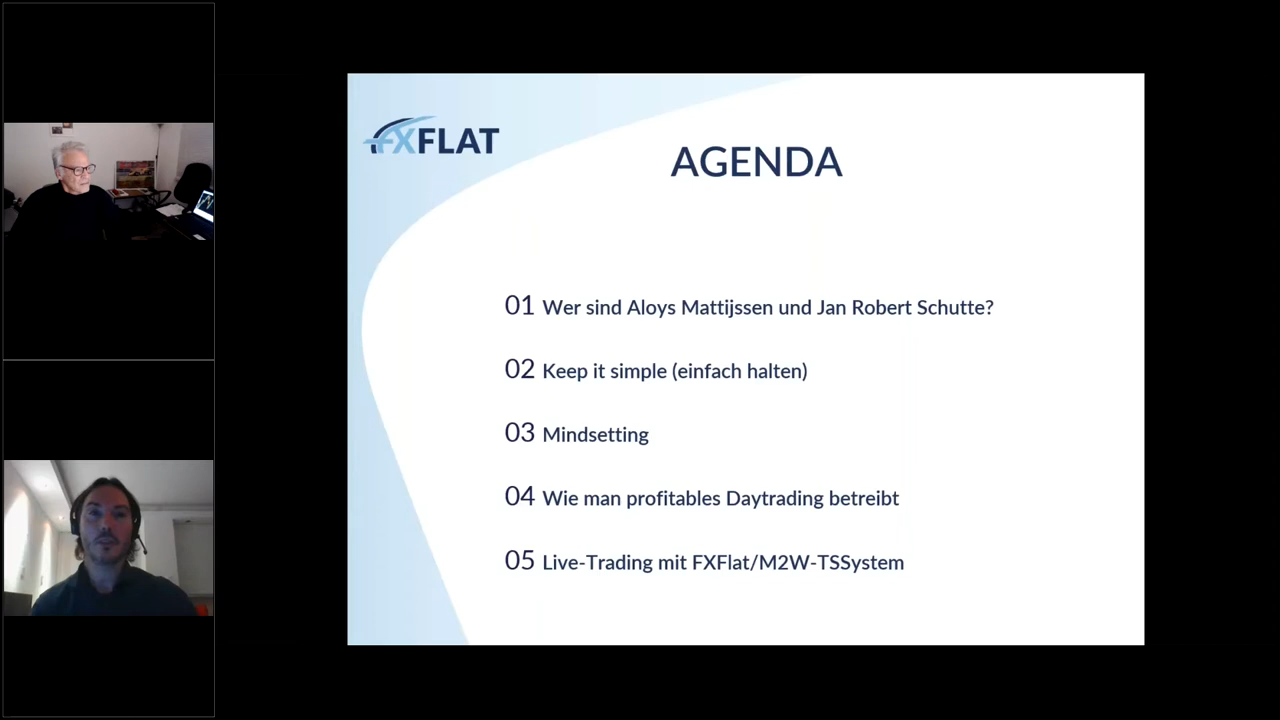 FXFLAT
AGENDA
01 Wer sind Aloys Mattijssen und Jan Robert Schutte?
02 Keep it simple (einfach halten)
03 Mindsetting
04 Wie man profitables Daytrading betreibt
05 Live-Trading mit FXFlat/M2W-TSSystem